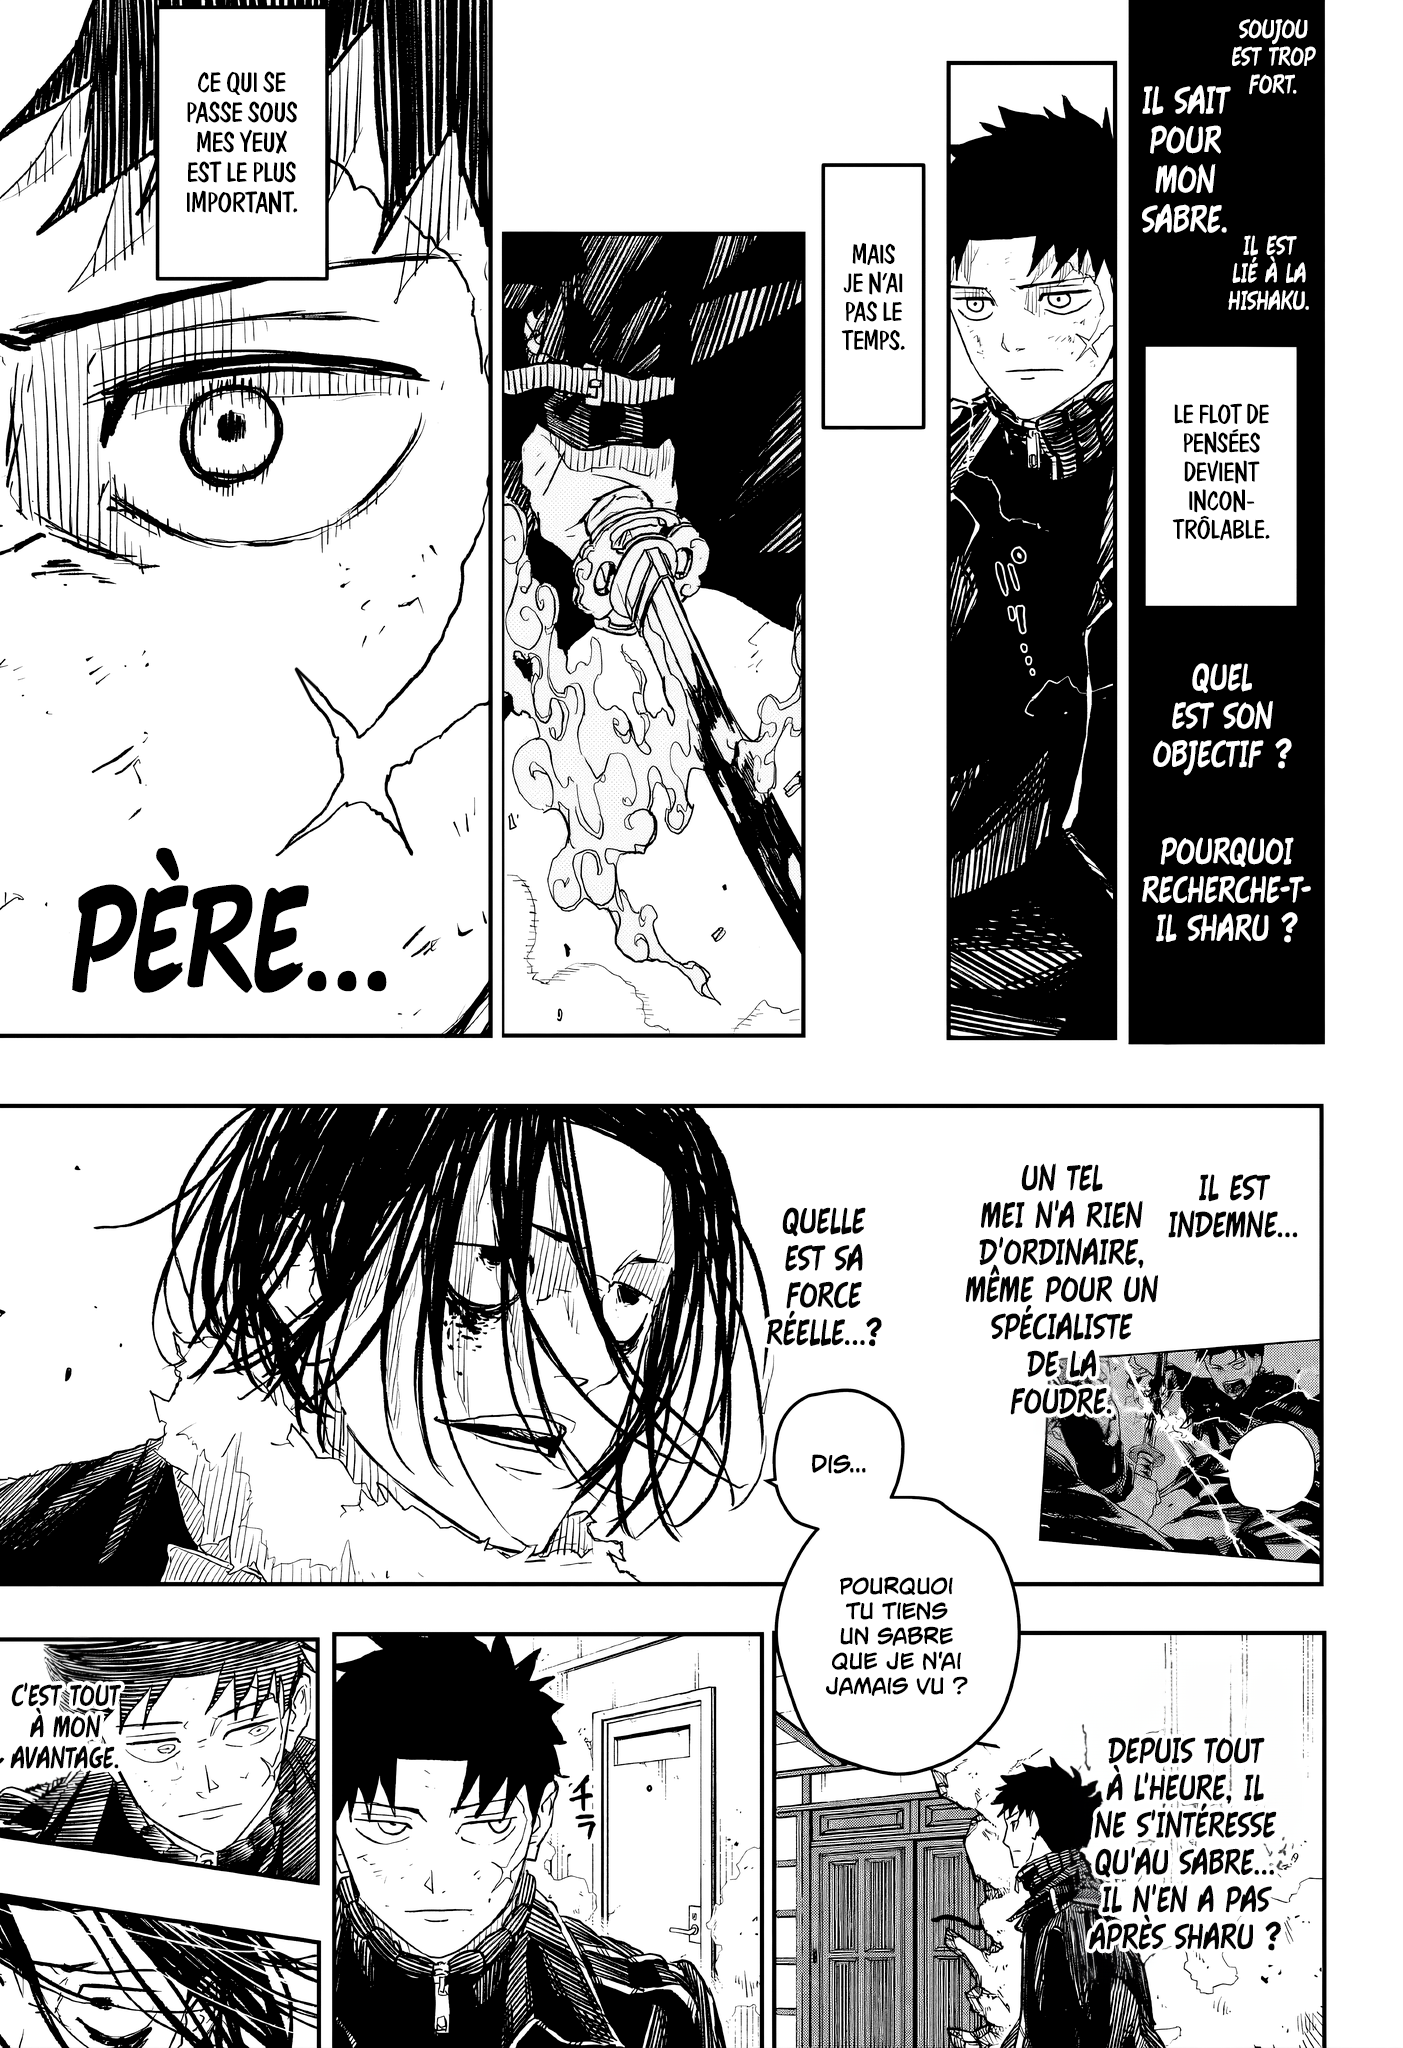 SOUJOU
EST TROP
FORT.
IL SAIT
POUR
MON
SABRE.
IL EST
LIÉ À LA
HISHAKU.
LE FLOT DE
PENSÉES
DEVIENT
INCON-
TRÔLABLE.
QUEL
EST SON
OBJECTIF ?
POURQUOI
RECHERCHE-T-
IL SHARU ?
パリ…
MAIS
JE N'AI
PAS LE
TEMPS.
CE QUI SE
PASSE SOUS
MES YEUX
EST LE PLUS
IMPORTANT.
PÈRE...
IL EST
INDEMNE...
UN TEL
MEI N'A RIEN
D'ORDINAIRE,
MÊME POUR UN
SPÉCIALISTE
DE LA
FOUDRE.
QUELLE
EST SA
FORCE
RÉELLE...?
DIS...
POURQUOI
TU TIENS
UN SABRE
QUE JE N'AI
JAMAIS VU ?
DEPUIS TOUT
À L'HEURE, IL
NE S'INTÉRESSE
QU'AU SABRE...
IL N'EN A PAS
APRÈS SHARU ?
チラ
C'EST TOUT
À MON
AVANTAGE.